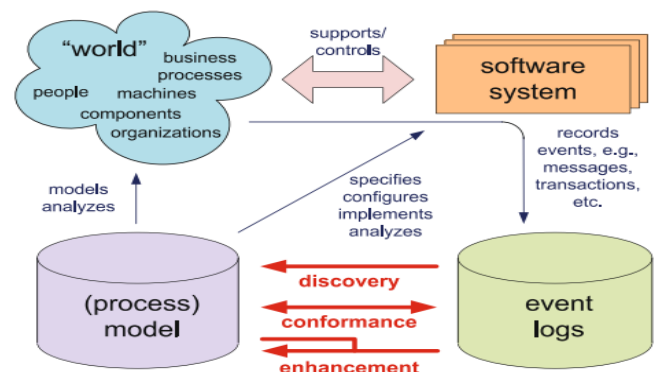 “world”
business
processes
people
machines
components
organizations
supports/
controls
software
system
records
events, e.g.,
messages,
transactions,
etc.
models
analyzes
specifies
configures
implements
analyzes
(process)
model
discovery
conformance
enhancement
event
logs